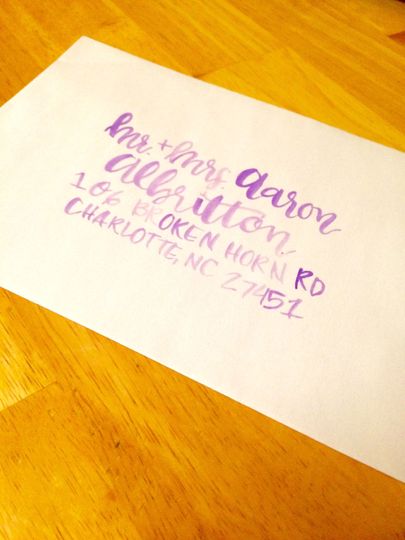 Mr. + Mrs. Aaron
Albritton
106 BROKEN HORN RD
CHARLOTTE, NC 27451